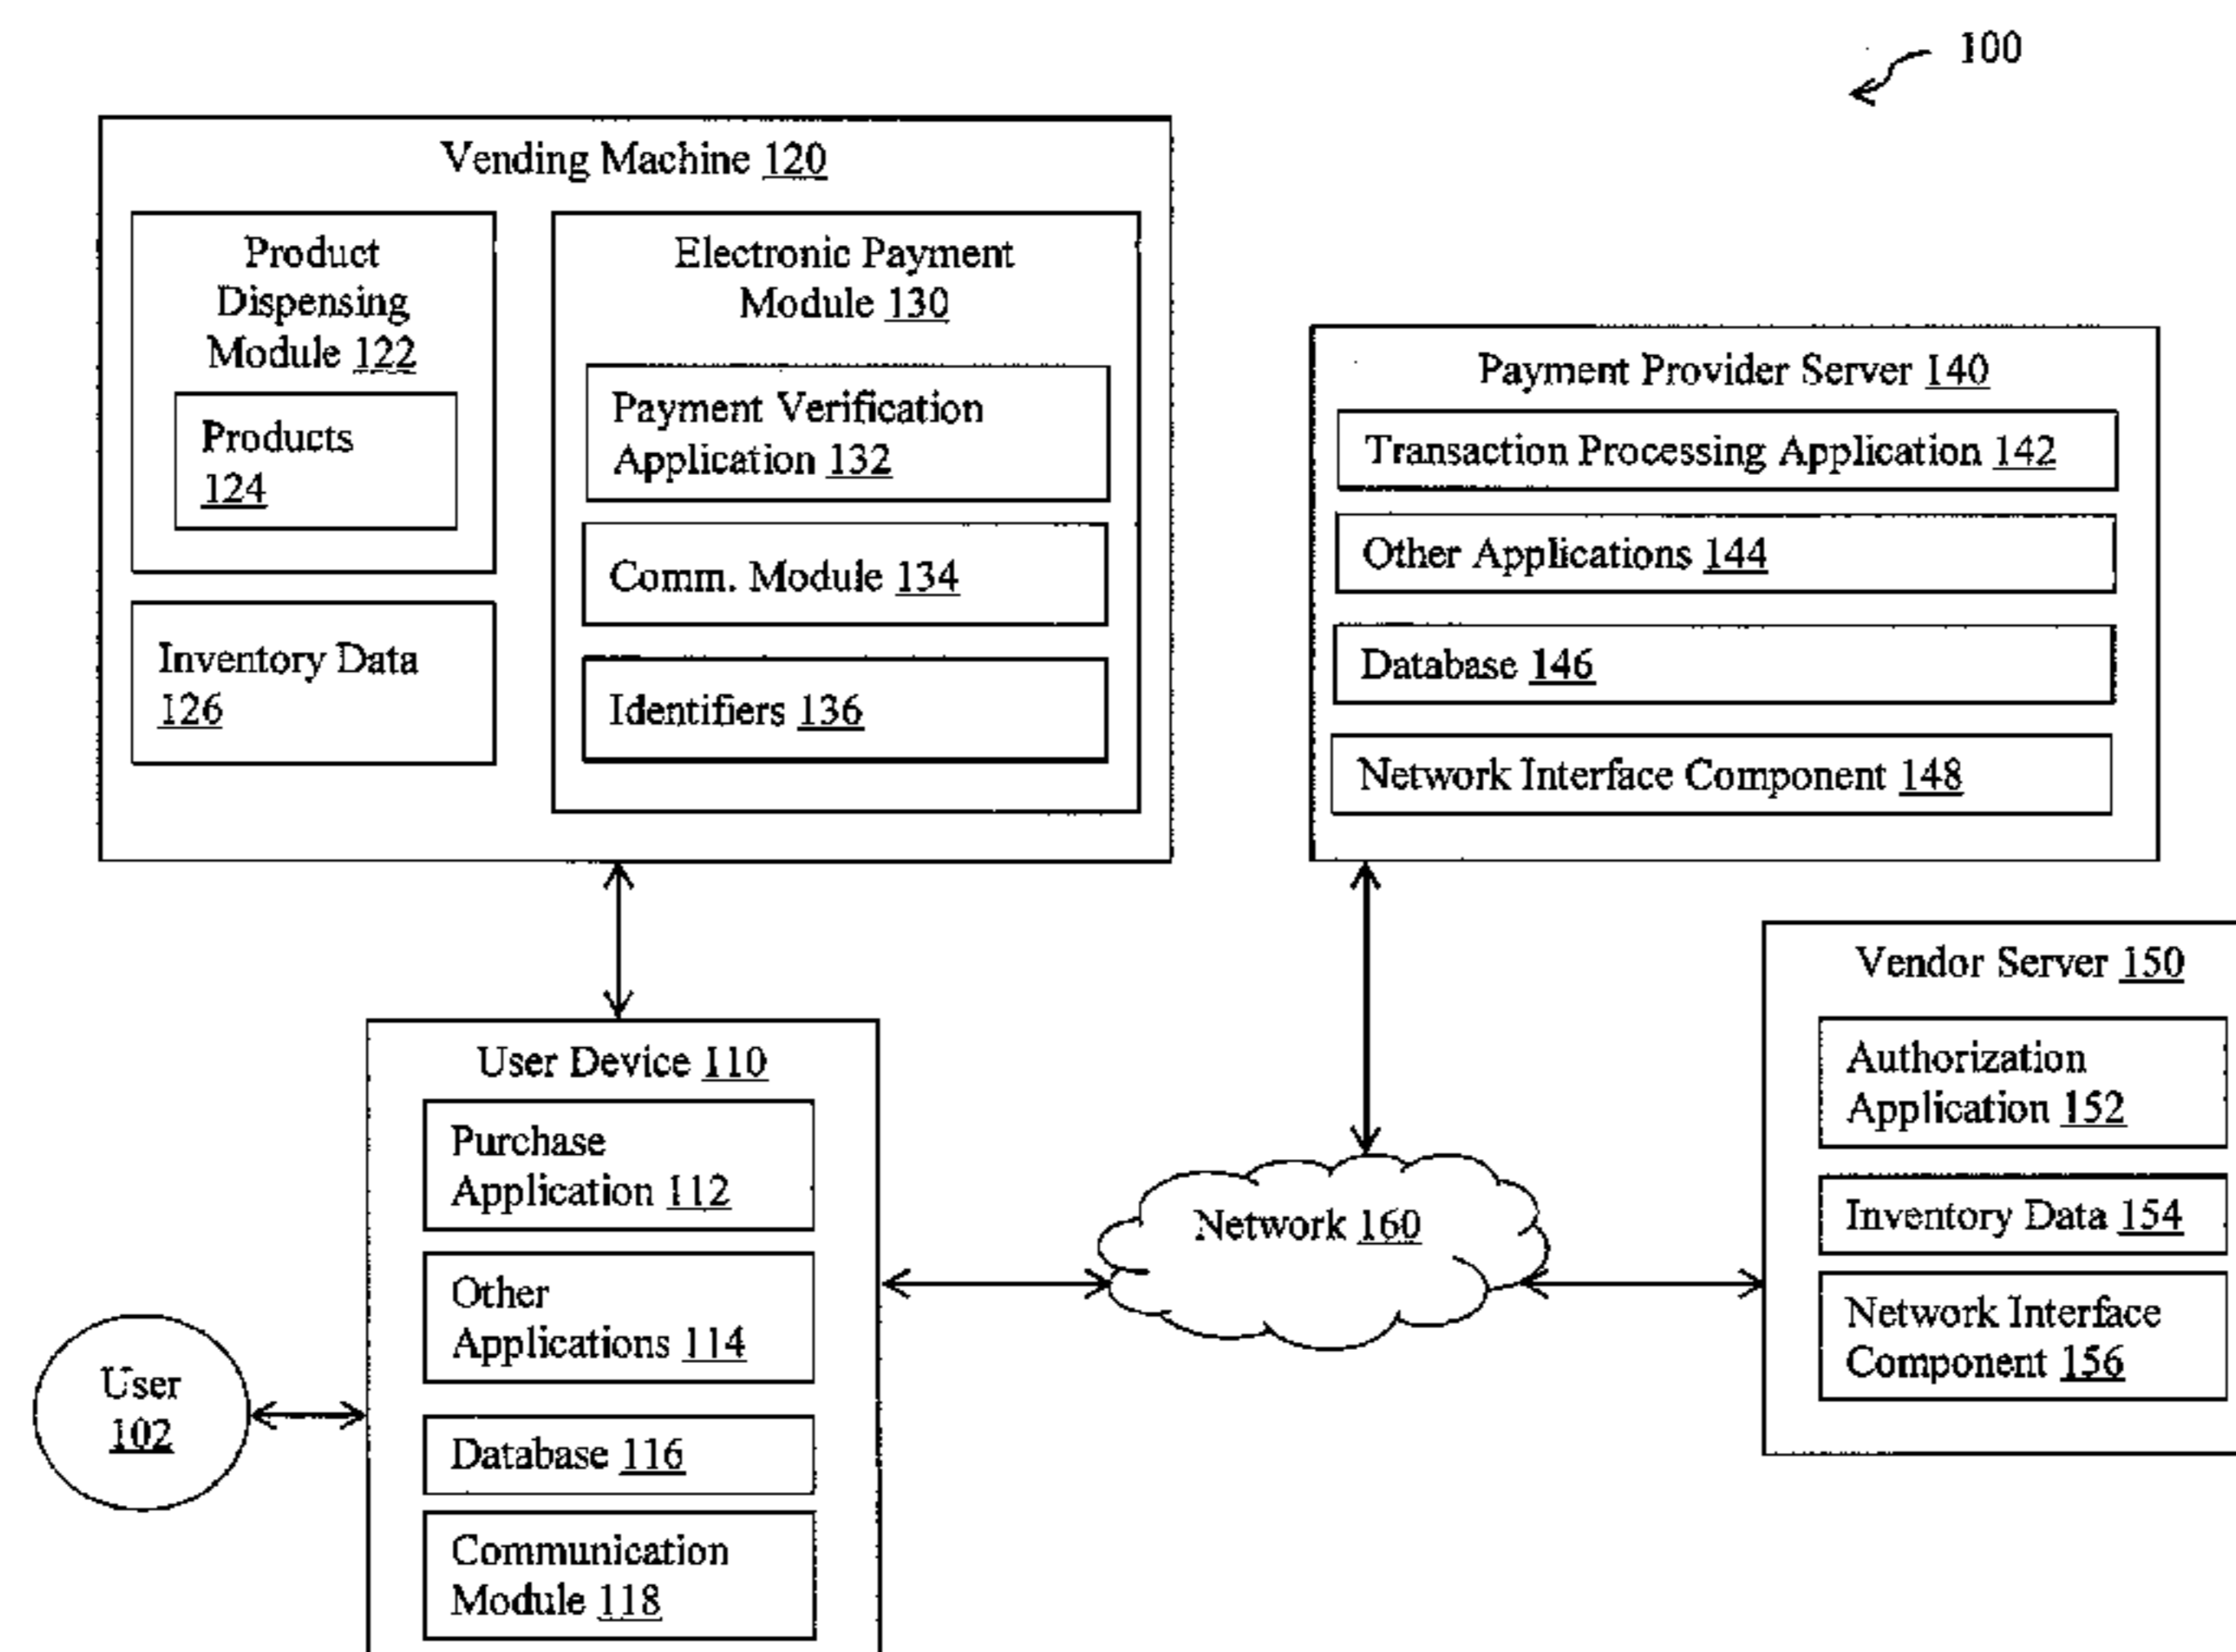 100
Vending Machine 120
Product
Dispensing
Module 122
Products
124
Inventory Data
126
Electronic Payment
Module 130
Payment Verification
Application 132
Comm. Module 134
Identifiers 136
Payment Provider Server 140
Transaction Processing Application 142
Other Applications 144
Database 146
Network Interface Component 148
User Device 110
Purchase
Application 112
Other
Applications 114
Database 116
Communication
Module 118
User
102
Network 160
Vendor Server 150
Authorization
Application 152
Inventory Data 154
Network Interface
Component 156